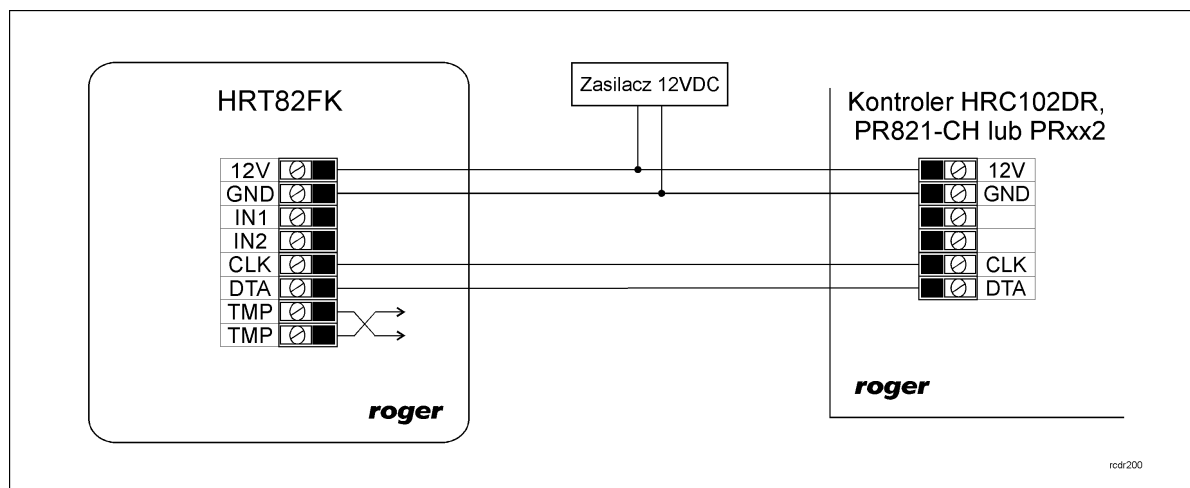 HRT82FK
12V
GND
IN1
IN2
CLK
DTA
TMP
TMP
roger
Zasilacz 12VDC
Kontroler HRC102DR,
PR821-CH lub PRxx2
12V
GND
CLK
DTA
roger
rcdr200